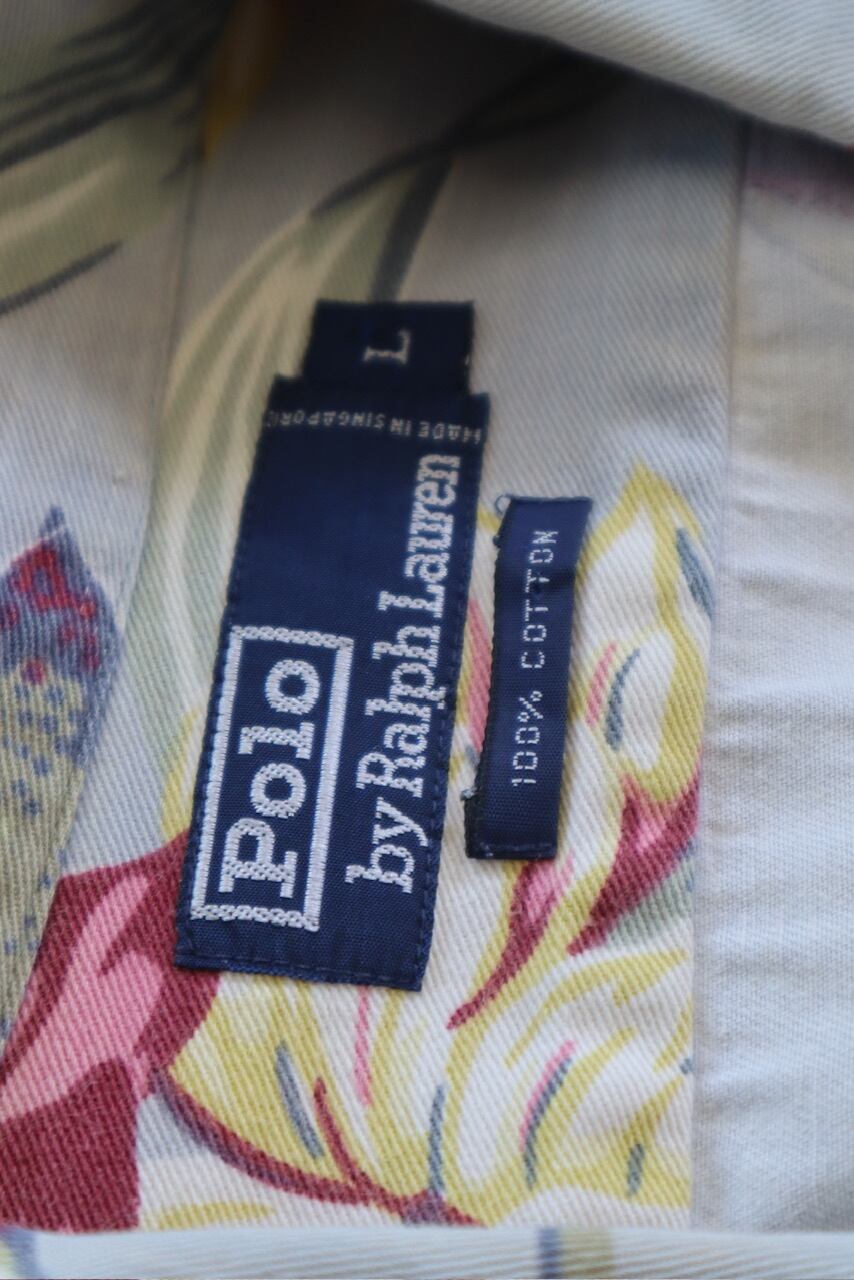 L
MADE IN SINGAPORE
Polo
by Ralph Lauren
100% COTTON